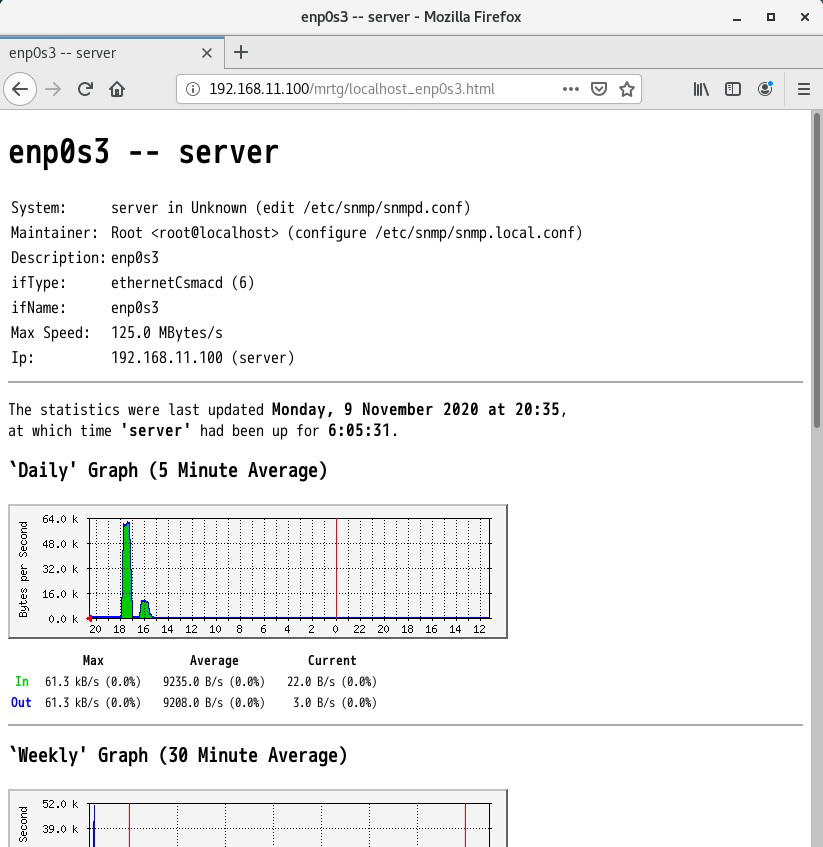 enp0s3 -- server - Mozilla Firefox
enp0s3 -- server
192.168.11.100/mrtg/localhost_enp0s3.html
enp0s3 -- server
System: server in Unknown (edit /etc/snmp/snmpd.conf)
Maintainer: Root <root@localhost> (configure /etc/snmp/snmp.local.conf)
Description: enp0s3
ifType: ethernetCsmacd (6)
ifName: enp0s3
Max Speed: 125.0 MBytes/s
Ip: 192.168.11.100 (server)
The statistics were last updated Monday, 9 November 2020 at 20:35,
at which time 'server' had been up for 6:05:31.
`Daily' Graph (5 Minute Average)
Bytes per Second
64.0 k
48.0 k
32.0 k
16.0 k
0.0 k
20 18 16 14 12 10 8 6 4 2 0 22 20 18 16 14 12
Max Average Current
In 61.3 kB/s (0.0%) 9235.0 B/s (0.0%) 22.0 B/s (0.0%)
Out 61.3 kB/s (0.0%) 9208.0 B/s (0.0%) 3.0 B/s (0.0%)
`Weekly' Graph (30 Minute Average)
Second
52.0 k
39.0 k